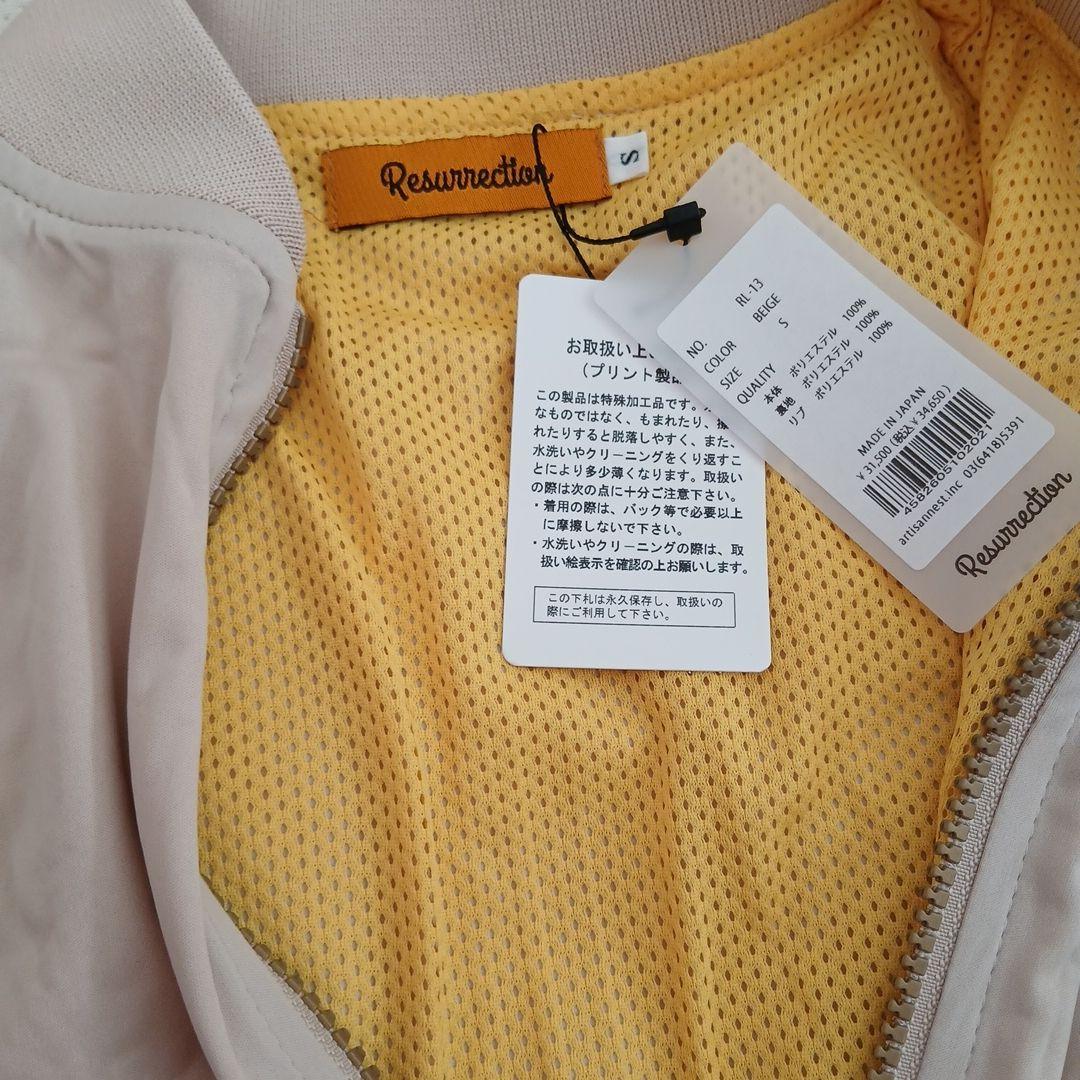 Resurrection
S
お取扱い上
（プリント製品
この製品は特殊加工品です。
なものではなく、もまれたり、
れたりすると脱落しやすく、また、
水洗いやクリーニングをくり返すこ
とにより多少薄くなります。取扱い
の際は次の点に十分ご注意下さい。
・着用の際は、バック等で必要以上
に摩擦しないで下さい。
・水洗いやクリーニングの際は、取
扱い絵表示を確認の上お願いします。
この下札は永久保存し、取扱いの
際にご利用して下さい。
NO. RL-13
COLOR BEIGE
SIZE S
QUALITY
本体 ポリエステル 100%
裏地 ポリエステル 100%
リブ ポリエステル 100%
MADE IN JAPAN
¥31,500(税込¥34,650)
4582605102021
artisannest.inc 03(6418)5391
Resurrection